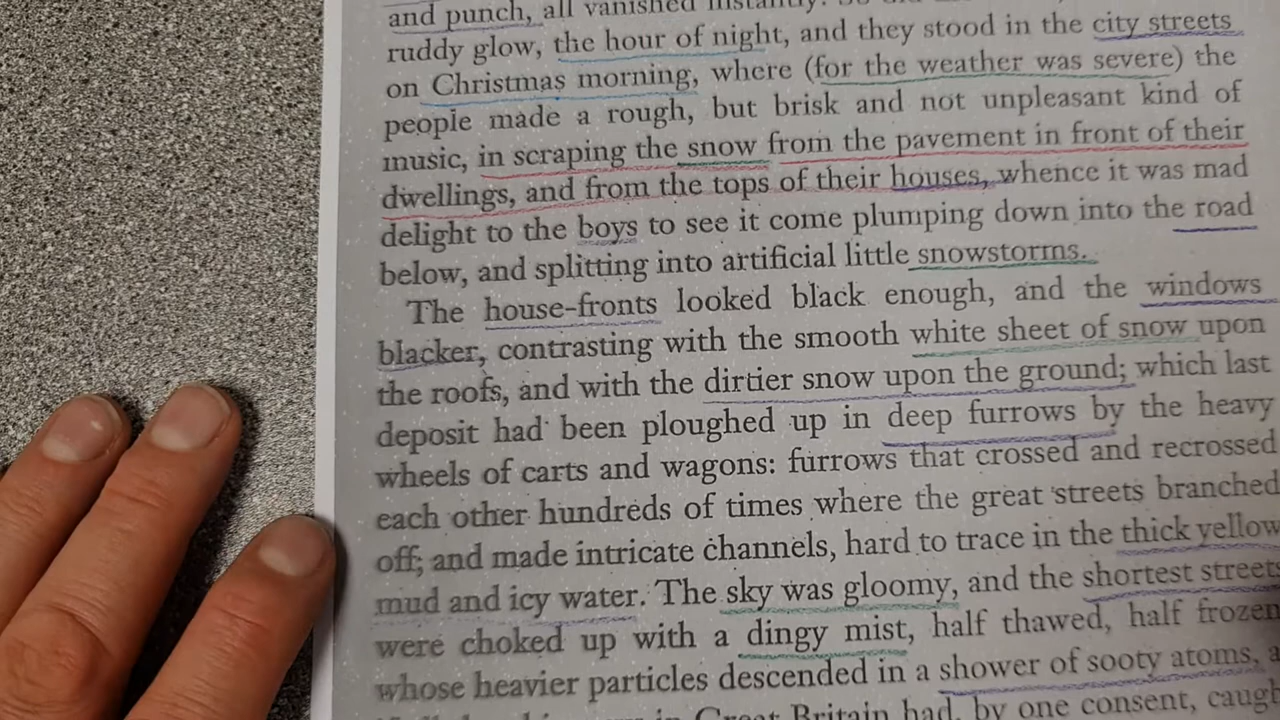 and punch, all vanished instantly.
ruddy glow, the hour of night, and they stood in the city streets
on Christmas morning, where (for the weather was severe) the
people made a rough, but brisk and not unpleasant kind of
music, in scraping the snow from the pavement in front of their
dwellings, and from the tops of their houses, whence it was mad
delight to the boys to see it come plumping down into the road
below, and splitting into artificial little snowstorms.
The house-fronts looked black enough, and the windows
blacker, contrasting with the smooth white sheet of snow upon
the roofs, and with the dirtier snow upon the ground; which last
deposit had been ploughed up in deep furrows by the heavy
wheels of carts and wagons: furrows that crossed and recrossed
each other hundreds of times where the great streets branched
off; and made intricate channels, hard to trace in the thick yellow
mud and icy water. The sky was gloomy, and the shortest streets
were choked up with a dingy mist, half thawed, half frozen
whose heavier particles descended in a shower of sooty atoms,
in Great Britain had, by one consent,